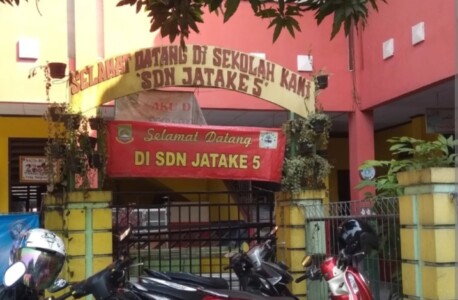 SELAMAT DATANG DI SEKOLAH KAMI
"SDN JATAKE 5"
Selamat Datang
DI SDN JATAKE 5